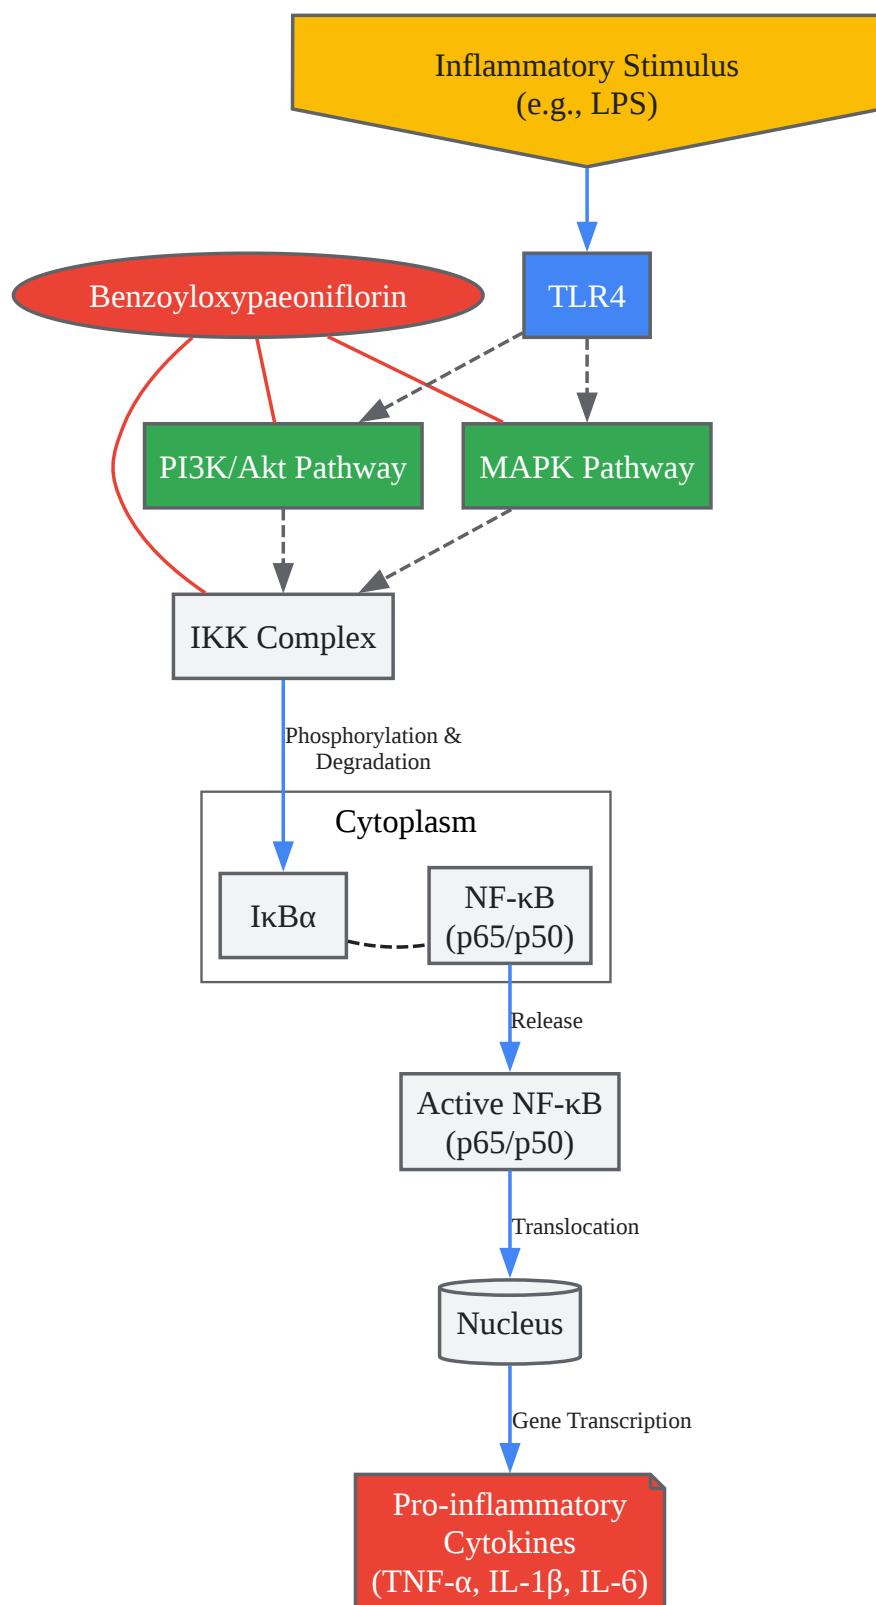 Inflammatory Stimulus
(e.g., LPS)
Benzoyloxypaeoniflorin
TLR4
PI3K/Akt Pathway
MAPK Pathway
IKK Complex
Phosphorylation &
Degradation
Cytoplasm
IκBα
NF-κB
(p65/p50)
Release
Active NF-κB
(p65/p50)
Translocation
Nucleus
Gene Transcription
Pro-inflammatory
Cytokines
(TNF-α, IL-1β, IL-6)